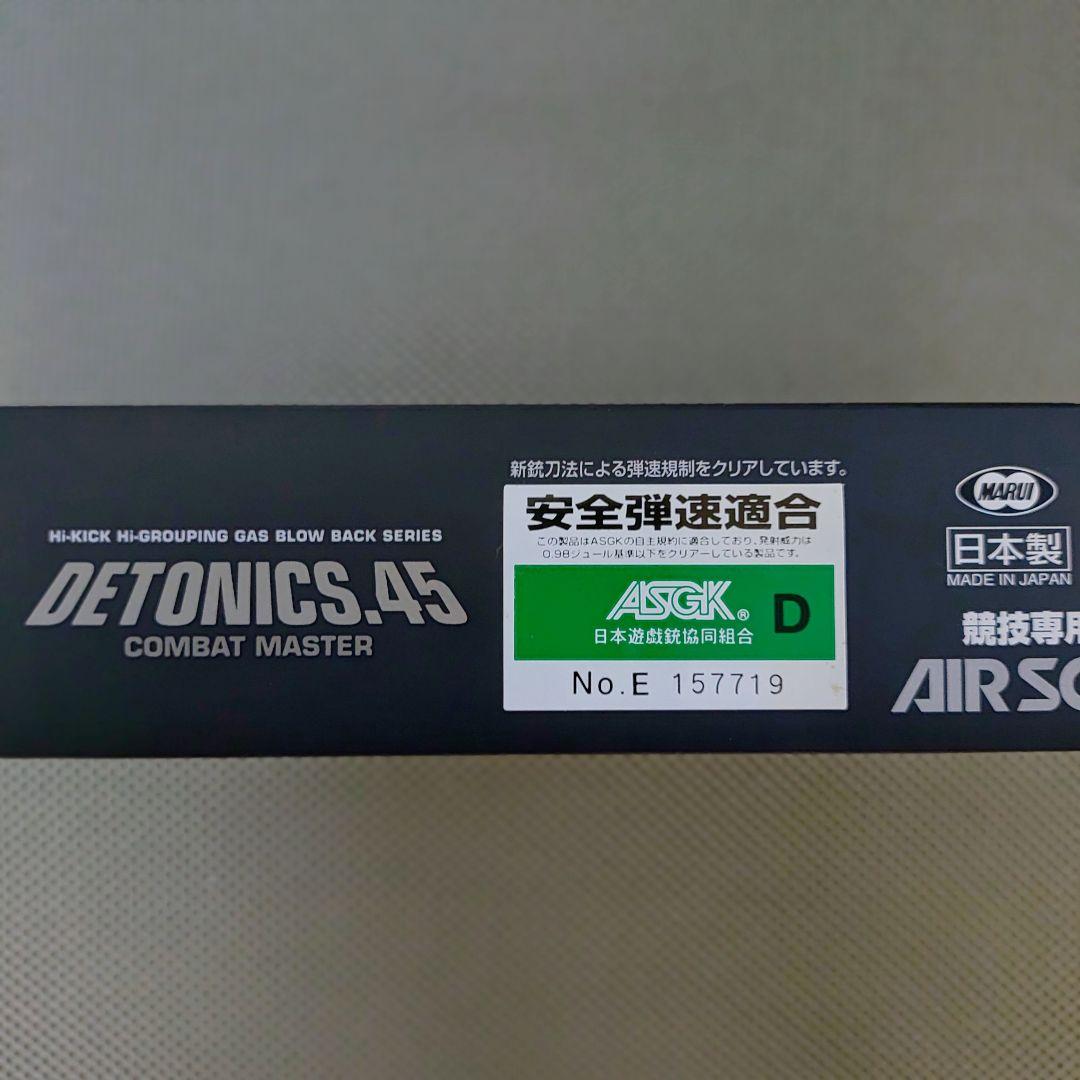 Hi-KICK Hi-GROUPING GAS BLOW BACK SERIES
DETONICS.45
COMBAT MASTER
新銃刀法による弾速規制をクリアしています。
安全弾速適合
この製品はASGKの自主規約に適合しており、発射威力は
0.98ジュール基準以下をクリアーしている製品です。
ASGK® D
日本遊戯銃協同組合
No.E 157719
MARUI
日本製
MADE IN JAPAN
競技専用
AIR SO